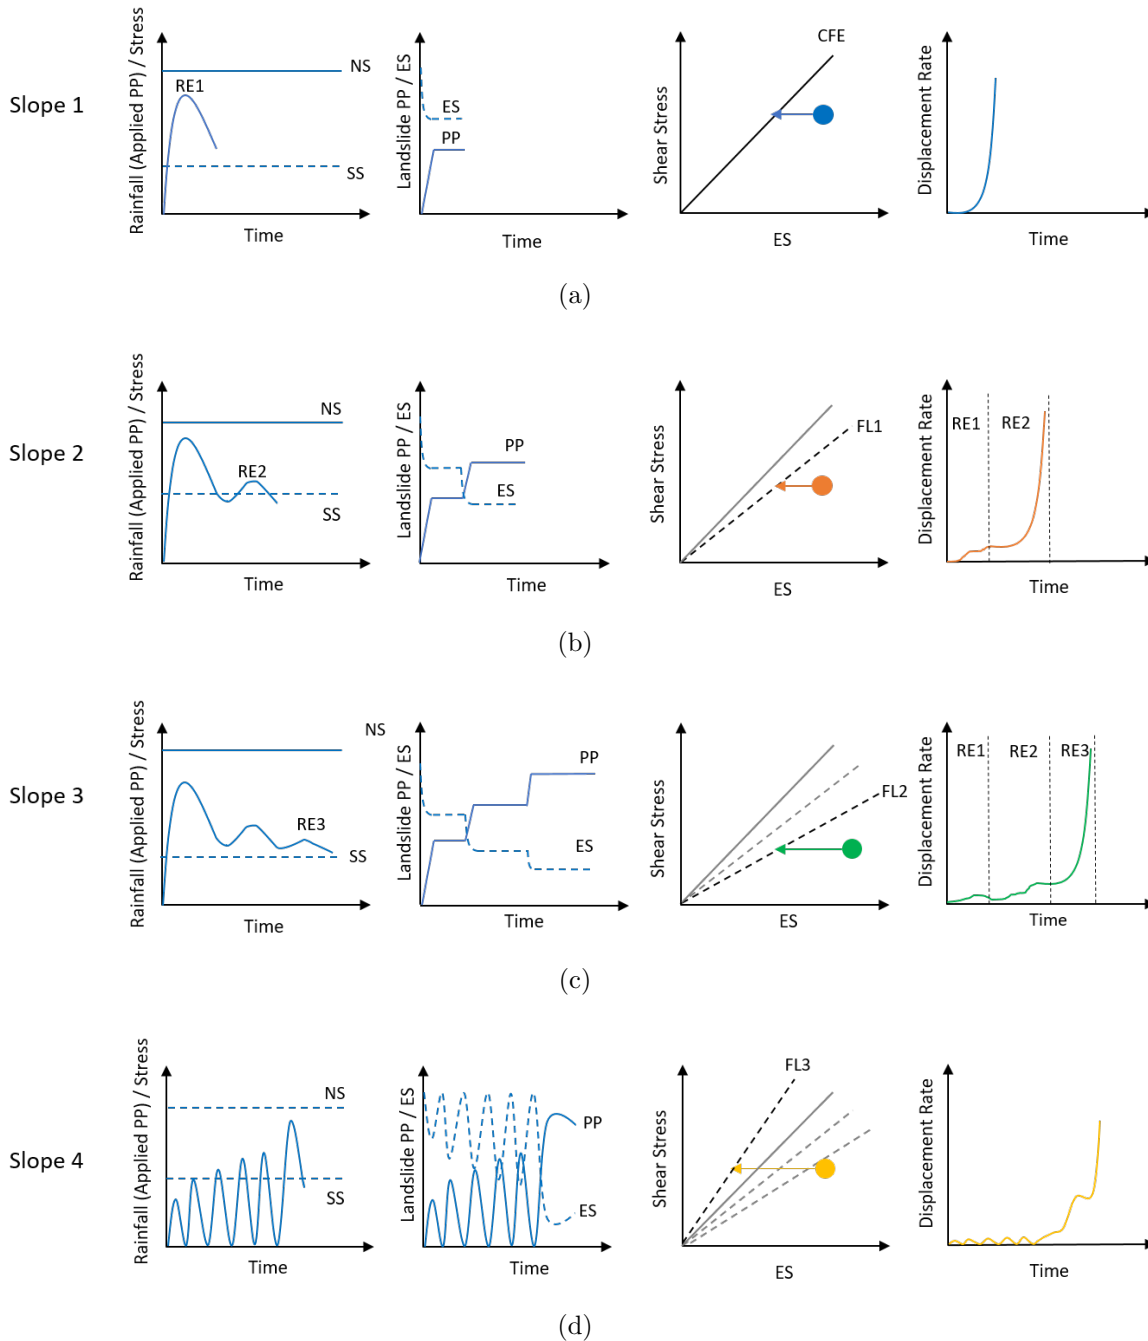 Slope 1
Rainfall (Applied PP) / Stress
NS
RE1
SS
Time
Landslide PP / ES
ES
PP
Time
Shear Stress
CFE
ES
Displacement Rate
Time
(a)
Slope 2
Rainfall (Applied PP) / Stress
NS
RE2
SS
Time
Landslide PP / ES
PP
ES
Time
Shear Stress
FL1
ES
Displacement Rate
RE1
RE2
Time
(b)
Slope 3
Rainfall (Applied PP) / Stress
NS
RE3
SS
Time
Landslide PP / ES
PP
ES
Time
Shear Stress
FL2
ES
Displacement Rate
RE1
RE2
RE3
Time
(c)
Slope 4
Rainfall (Applied PP) / Stress
NS
SS
Time
Landslide PP / ES
PP
ES
Time
Shear Stress
FL3
ES
Displacement Rate
Time
(d)